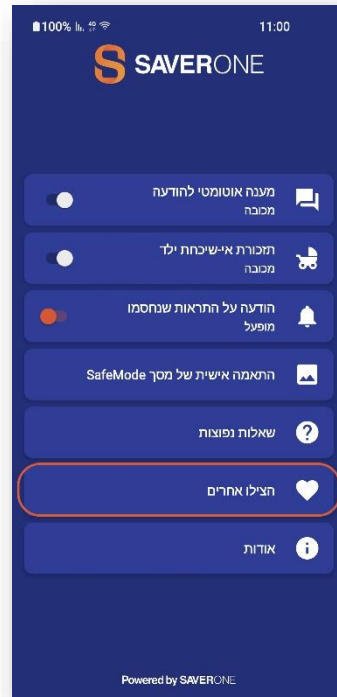 100% 11:00
SAVERONE
מענה אוטומטי להודעה
מכובה
תזכורת אי-שיכחת ילד
מכובה
הודעה על התראות שנחסמו
מופעל
התאמה אישית של מסך SafeMode
שאלות נפוצות
הצילו אחרים
אודות
Powered by SAVERONE